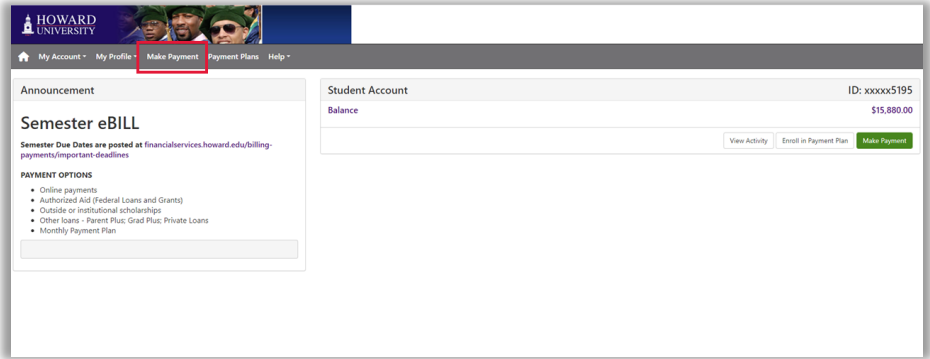 HOWARD
UNIVERSITY
My Account My Profile Make Payment Payment Plans Help
Announcement
Semester eBILL
Semester Due Dates are posted at financialservices.howard.edu/billing-
payments/important-deadlines
PAYMENT OPTIONS
• Online payments
• Authorized Aid (Federal Loans and Grants)
• Outside or institutional scholarships
• Other loans - Parent Plus; Grad Plus; Private Loans
• Monthly Payment Plan
Student Account ID: xxxxx5195
Balance $15,880.00
View Activity Enroll in Payment Plan Make Payment